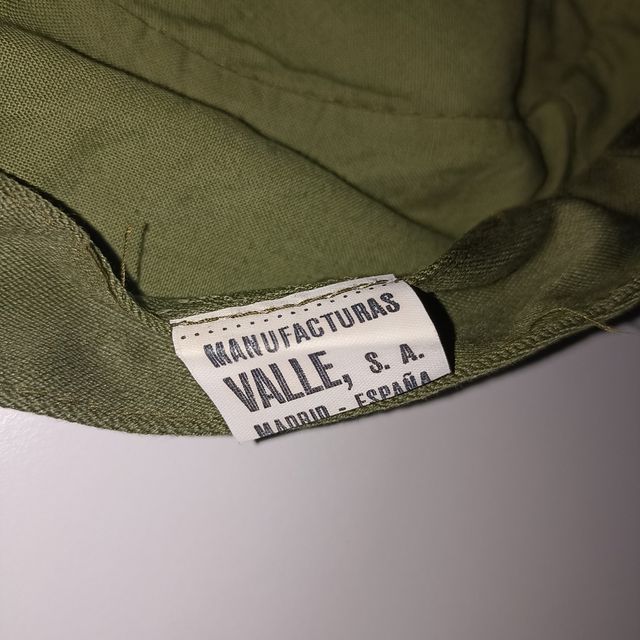 MANUFACTURAS
VALLE, S. A.
MADRID - ESPAÑA